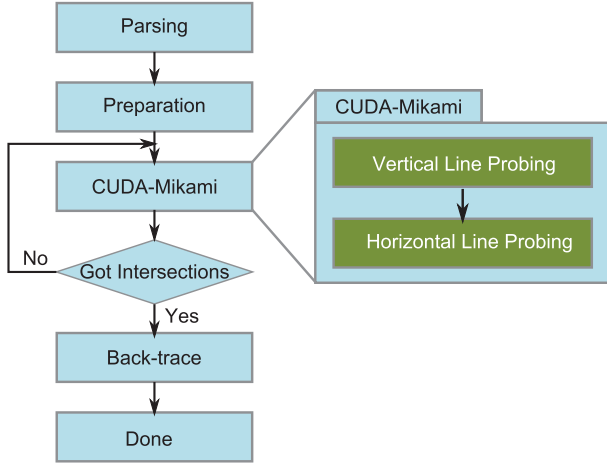 Parsing
Preparation
CUDA-Mikami
Got Intersections
No
Yes
Back-trace
Done
CUDA-Mikami
Vertical Line Probing
Horizontal Line Probing